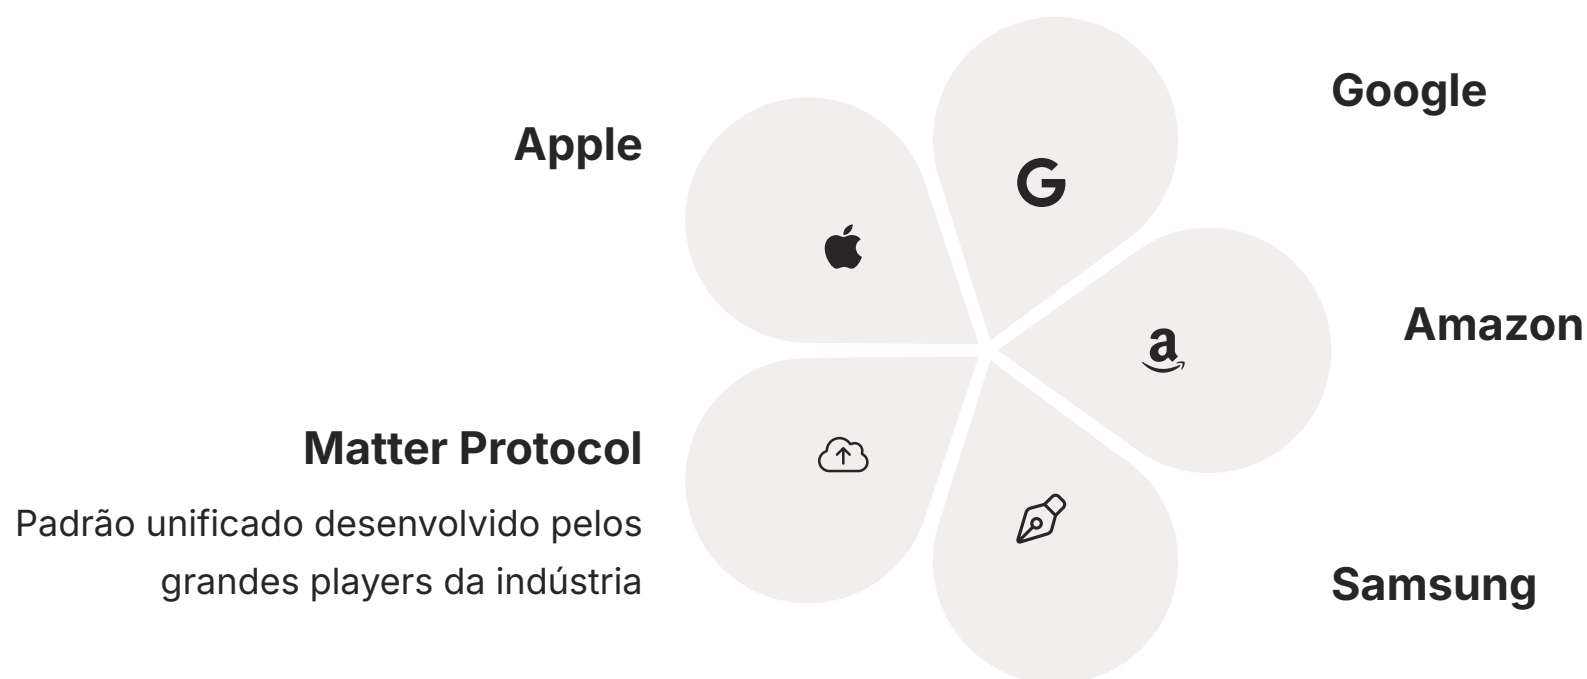 Google
Apple
Amazon
Matter Protocol
Padrão unificado desenvolvido pelos
grandes players da indústria
Samsung